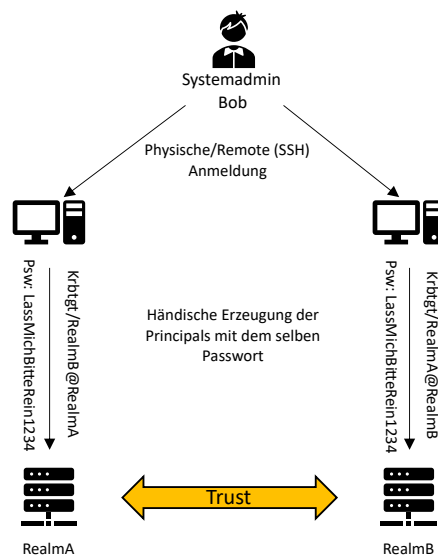 Systemadmin
Bob
Physische/Remote (SSH)
Anmeldung
Krbtgt/RealmB@RealmA
Psw: LassMichBitteRein1234
Händische Erzeugung der
Principals mit dem selben
Passwort
Krbtgt/RealmA@RealmB
Psw: LassMichBitteRein1234
Trust
RealmA
RealmB